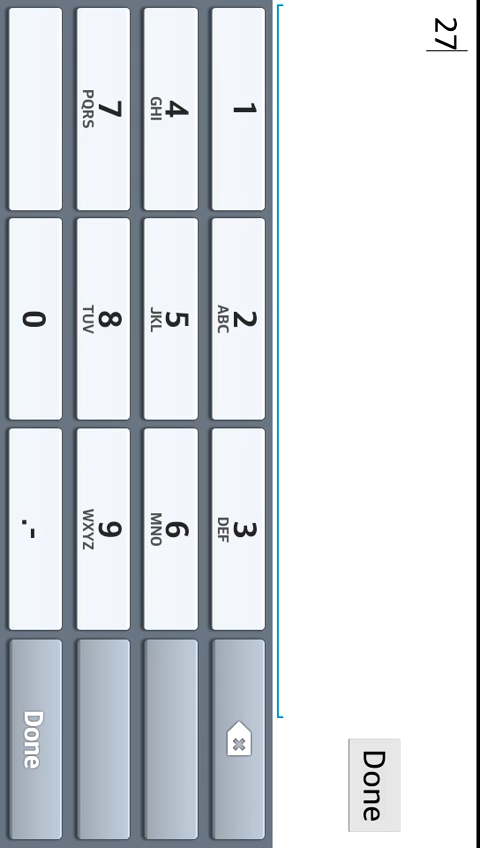 27
Done
1
2
ABC
3
DEF
4
GHI
5
JKL
6
MNO
7
PQRS
8
TUV
9
WXYZ
0
.-
Done